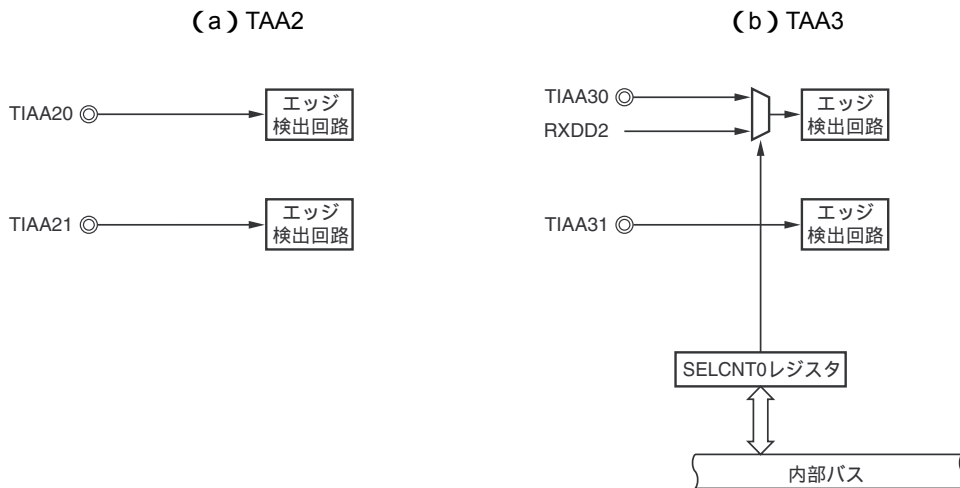 （a）TAA2
TIAA20
エッジ
検出回路
TIAA21
エッジ
検出回路
（b）TAA3
TIAA30
RXDD2
エッジ
検出回路
TIAA31
エッジ
検出回路
SELCNT0レジスタ
内部バス